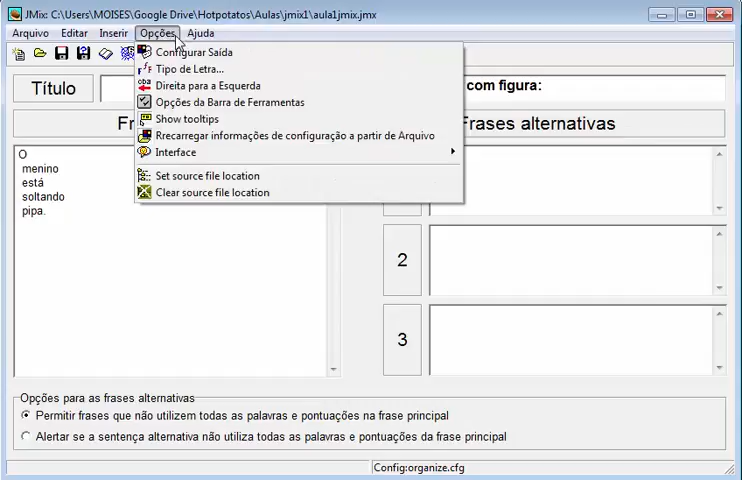 JMix: C:\Users\MOISES\Google Drive\Hotpotatos\Aulas\jmix1\aula1jmix.jmx
Arquivo Editar Inserir Opções Ajuda
Configurar Saída
Tipo de Letra...
Direita para a Esquerda
Opções da Barra de Ferramentas
Show tooltips
Rrecarregar informações de configuração a partir de Arquivo
Interface
Set source file location
Clear source file location
Título
com figura:
Frases alternativas
O
menino
está
soltando
pipa.
2
3
Opções para as frases alternativas
Permitir frases que não utilizem todas as palavras e pontuações na frase principal
Alertar se a sentença alternativa não utiliza todas as palavras e pontuações da frase principal
Config:organize.cfg